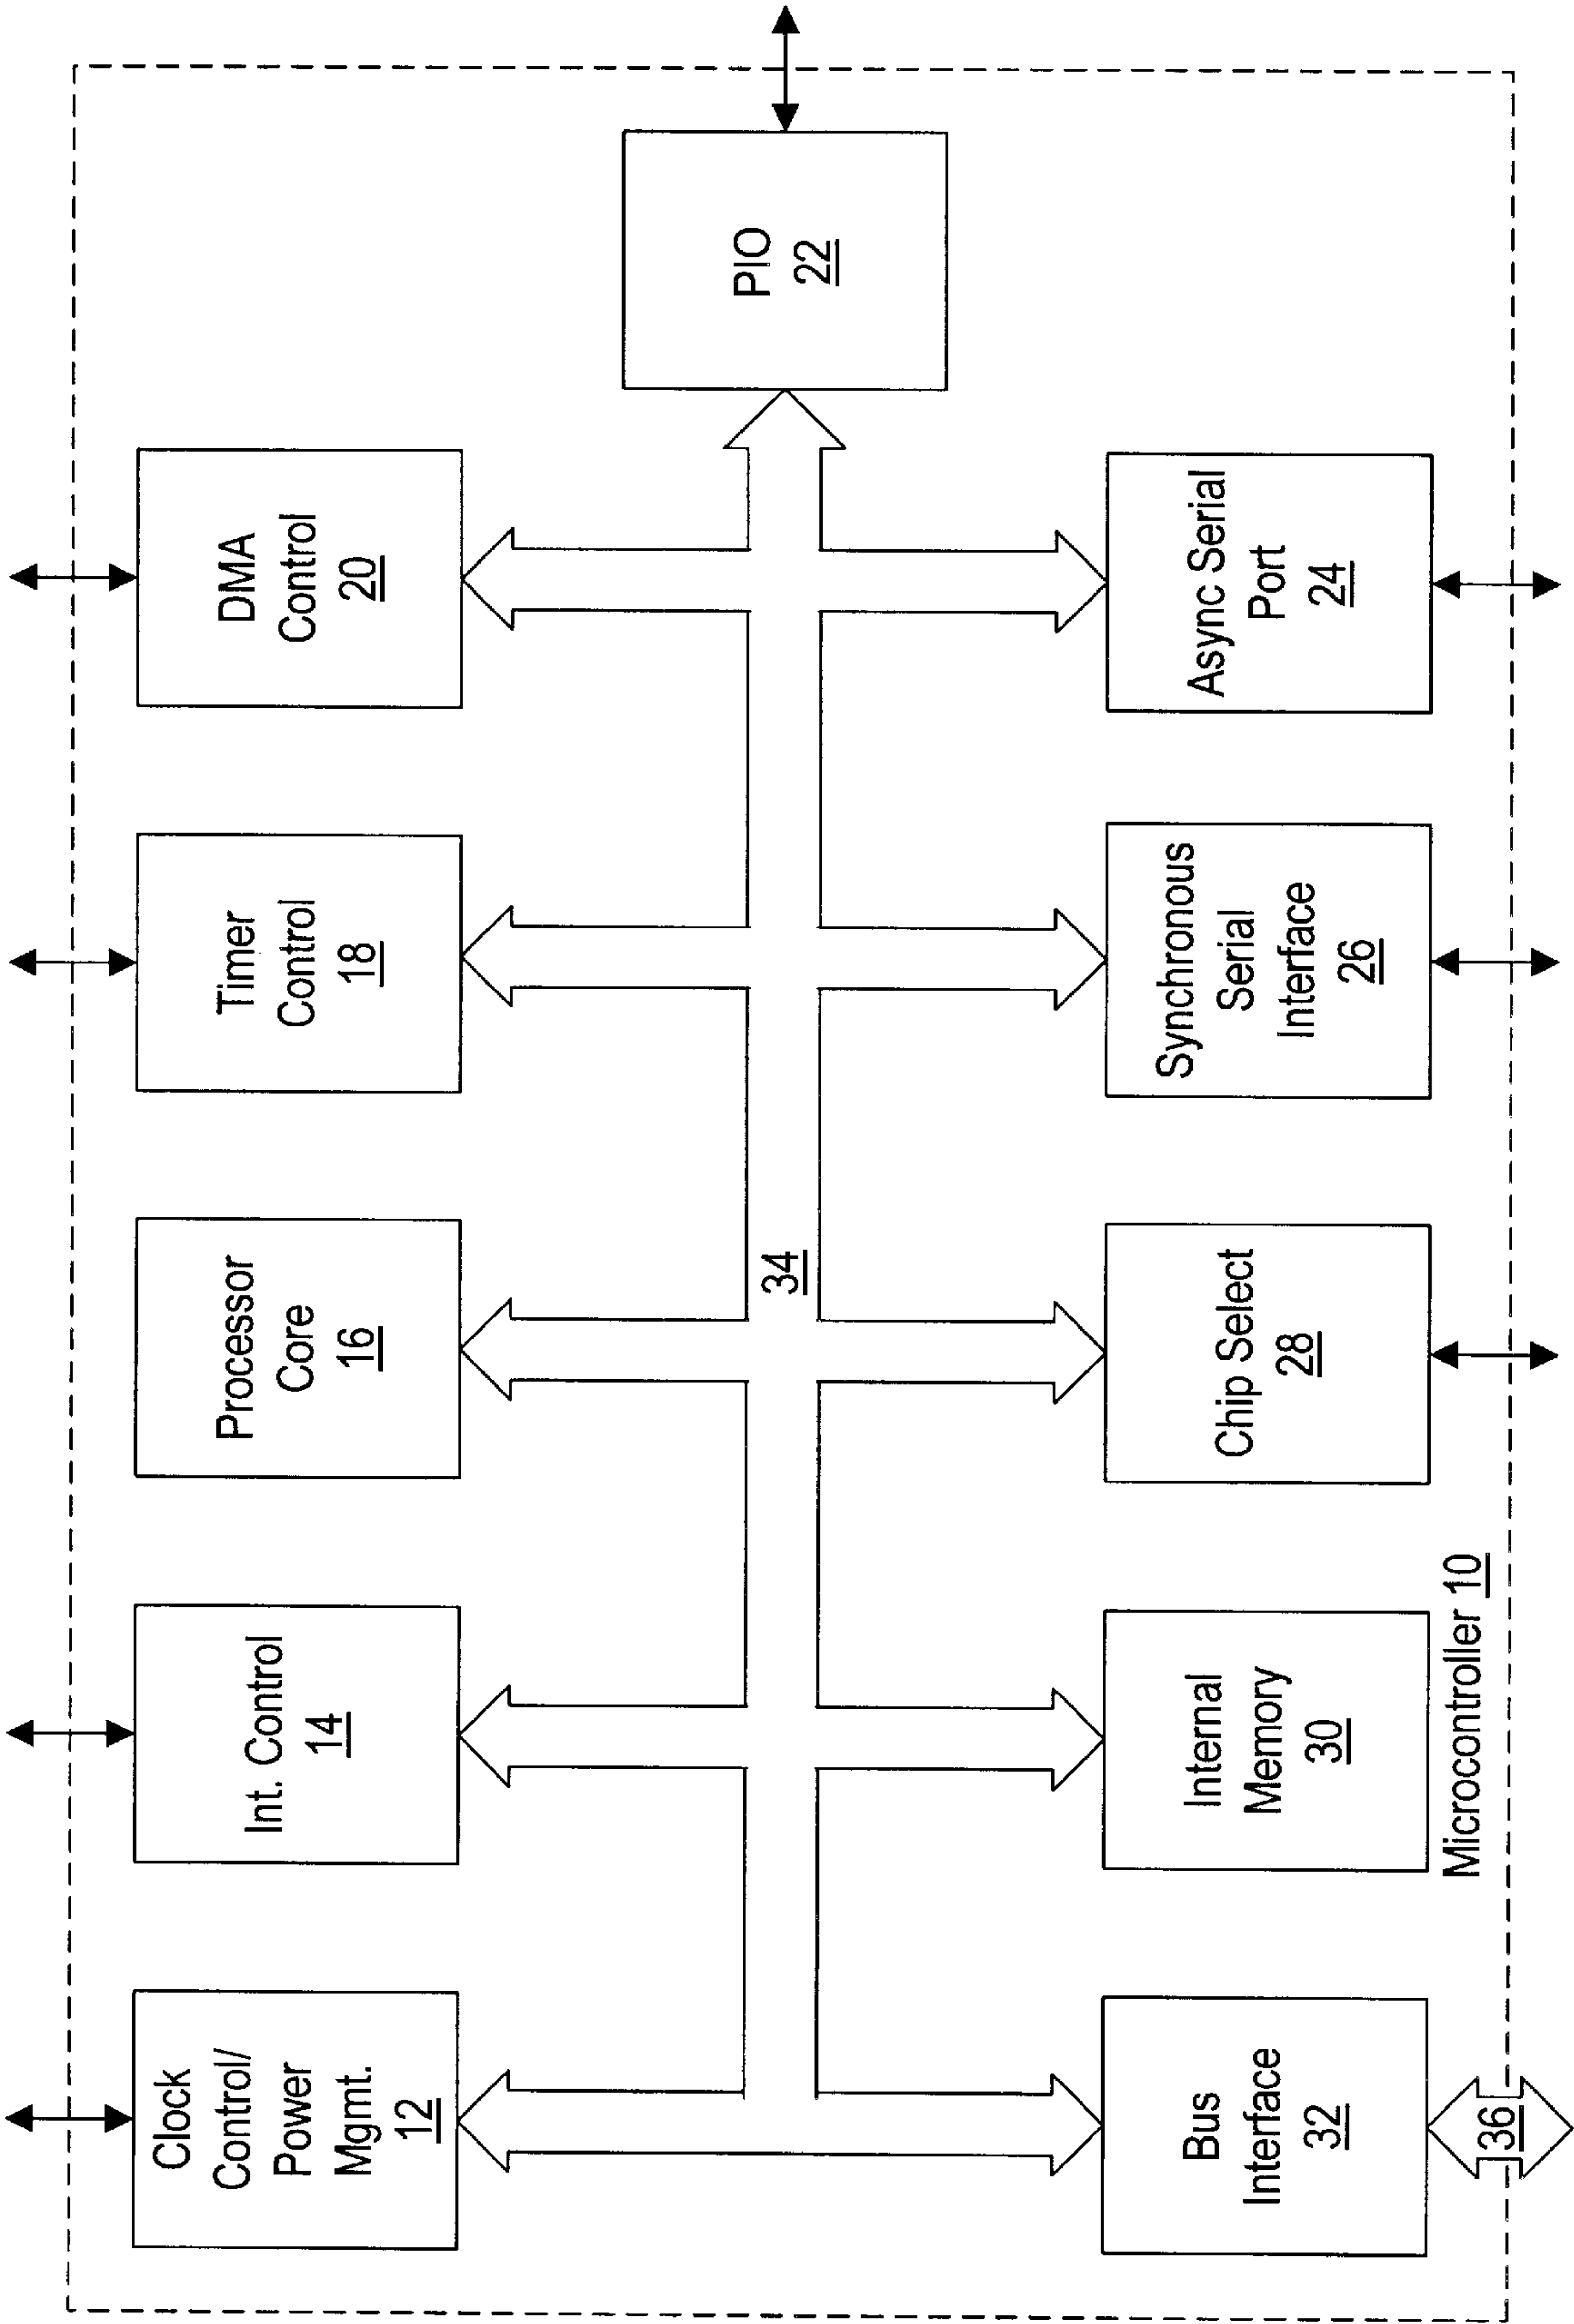 Clock
Control/
Power
Mgmt.
12
Int. Control
14
Processor
Core
16
Timer
Control
18
DMA
Control
20
PIO
22
34
Bus
Interface
32
Internal
Memory
30
Chip Select
28
Synchronous
Serial
Interface
26
Async Serial
Port
24
Microcontroller 10
36